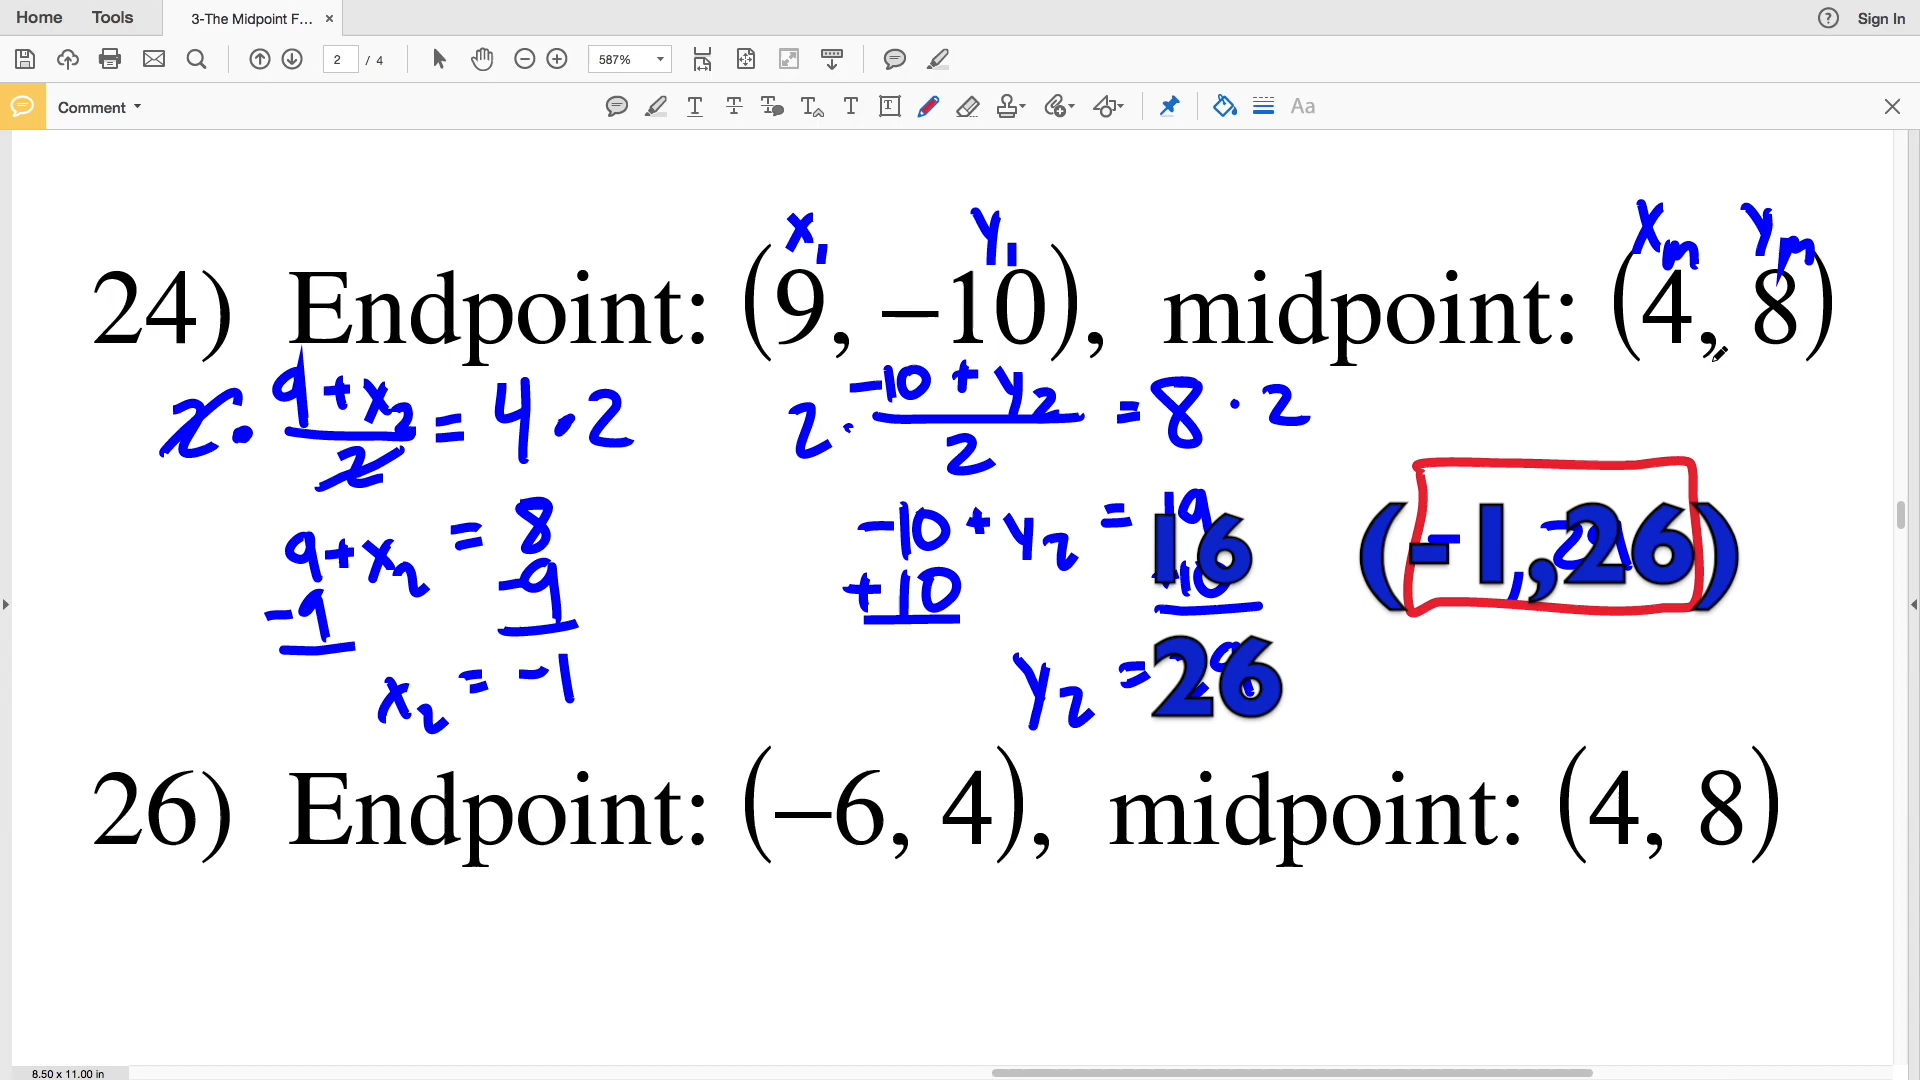 Home Tools 3-The Midpoint F... × ? Sign In
2 / 4 587%
Comment T T T T T T Aa
x₁ y₁ xₘ yₘ
24) Endpoint: (9, −10), midpoint: (4, 8)
2 · 9 + x₂ / 2 = 4 · 2 2 · −10 + y₂ / 2 = 8 · 2
9 + x₂ = 8 −10 + y₂ = 16 (−1, 26)
−9 −9 +10 +10
x₂ = −1 y₂ = 26
26) Endpoint: (−6, 4), midpoint: (4, 8)
8.50 x 11.00 in